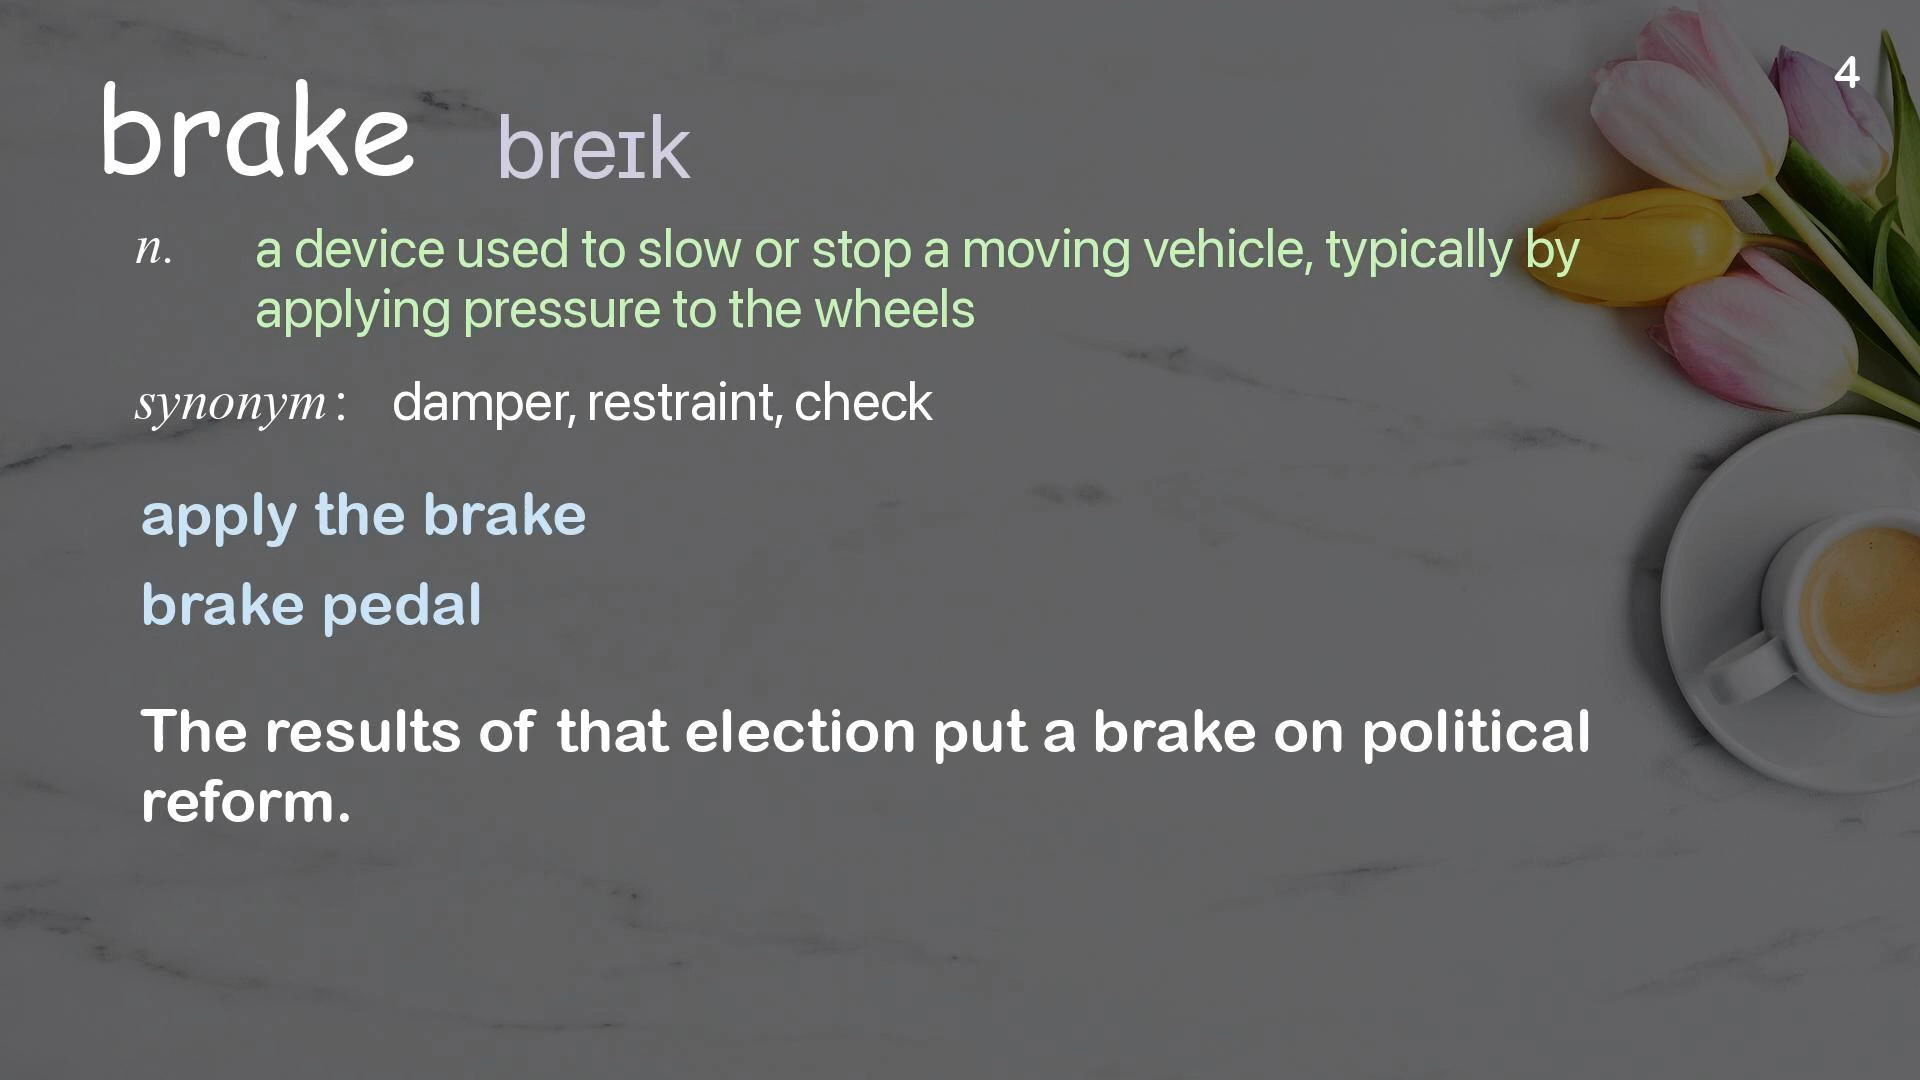 4
brake breɪk
n. a device used to slow or stop a moving vehicle, typically by
applying pressure to the wheels
synonym: damper, restraint, check
apply the brake
brake pedal
The results of that election put a brake on political
reform.